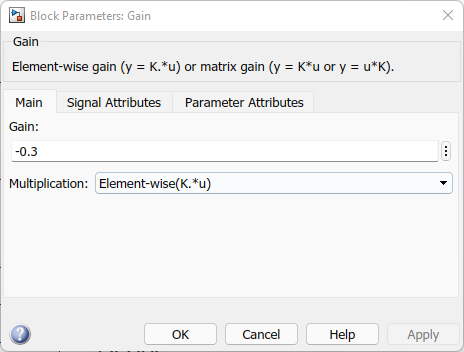 Block Parameters: Gain
Gain
Element-wise gain (y = K.*u) or matrix gain (y = K*u or y = u*K).
Main Signal Attributes Parameter Attributes
Gain:
-0.3
Multiplication: Element-wise(K.*u)
? OK Cancel Help Apply